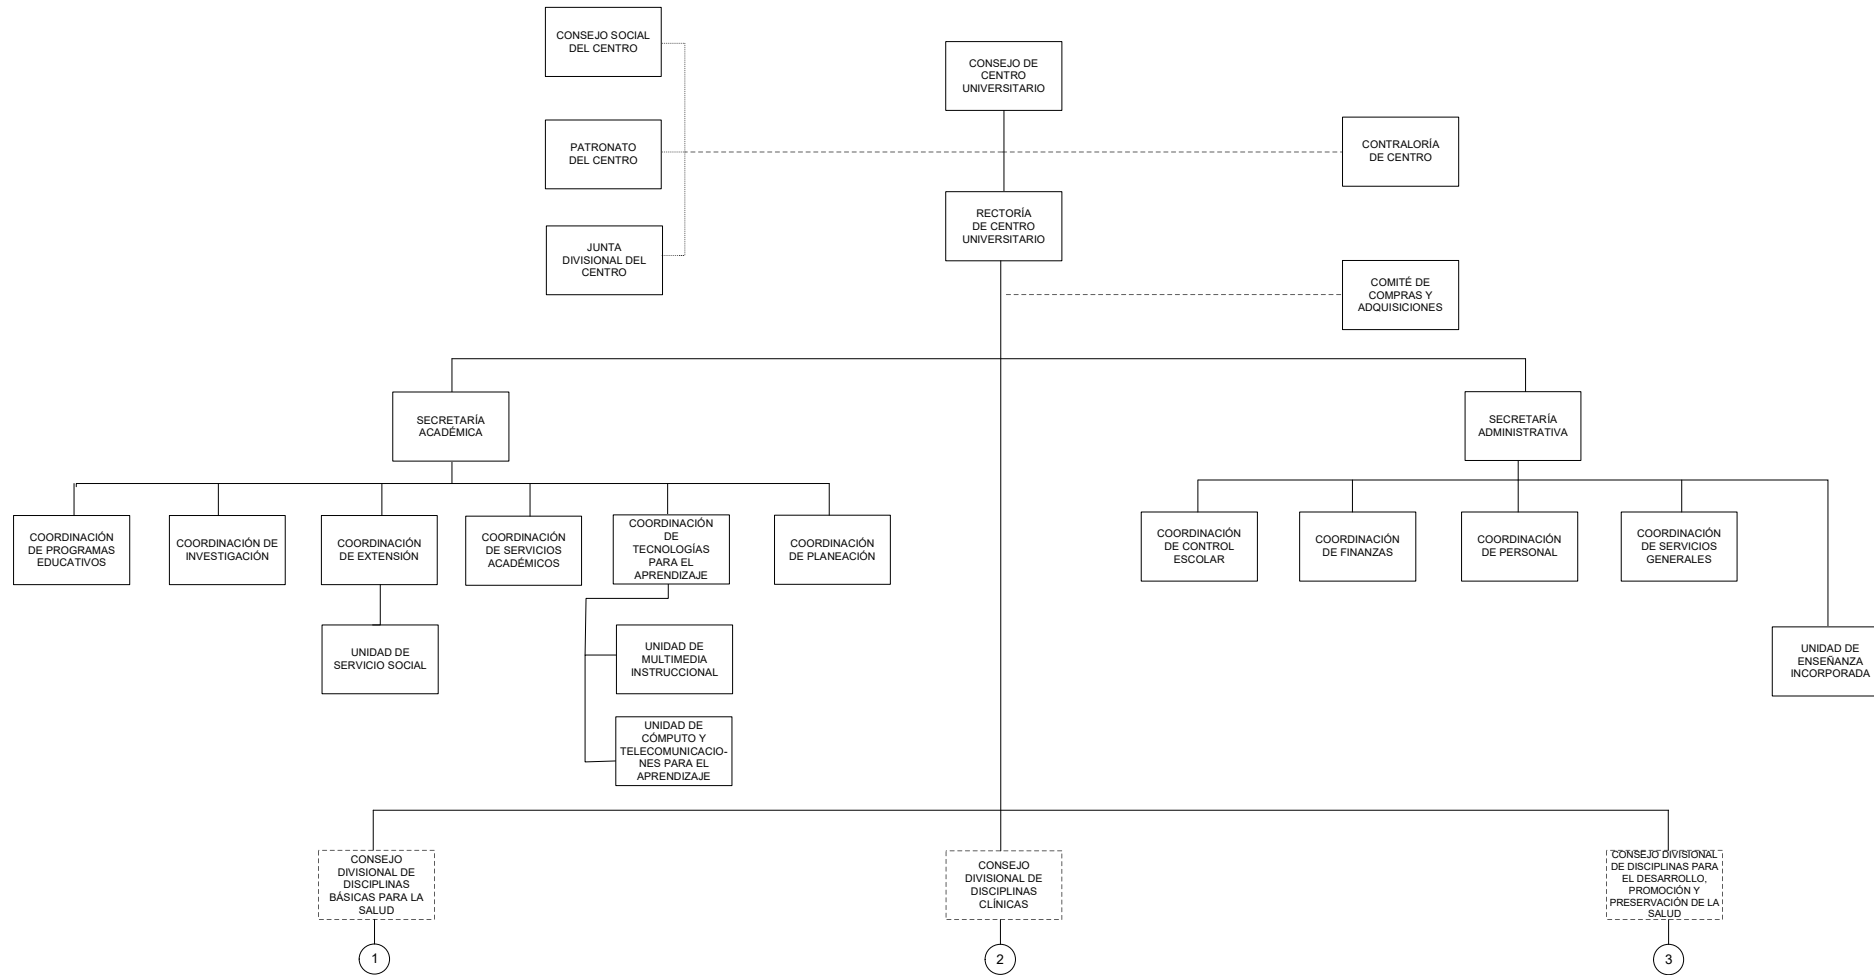 CONSEJO SOCIAL
DEL CENTRO
CONSEJO DE
CENTRO
UNIVERSITARIO
PATRONATO
DEL CENTRO
CONTRALORÍA
DE CENTRO
RECTORÍA
DE CENTRO
UNIVERSITARIO
JUNTA
DIVISIONAL DEL
CENTRO
COMITÉ DE
COMPRAS Y
ADQUISICIONES
SECRETARÍA
ACADÉMICA
SECRETARÍA
ADMINISTRATIVA
COORDINACIÓN
DE PROGRAMAS
EDUCATIVOS
COORDINACIÓN DE
INVESTIGACIÓN
COORDINACIÓN
DE EXTENSIÓN
COORDINACIÓN
DE SERVICIOS
ACADÉMICOS
COORDINACIÓN
DE
TECNOLOGÍAS
PARA EL
APRENDIZAJE
COORDINACIÓN
DE PLANEACIÓN
COORDINACIÓN
DE CONTROL
ESCOLAR
COORDINACIÓN
DE FINANZAS
COORDINACIÓN
DE PERSONAL
COORDINACIÓN
DE SERVICIOS
GENERALES
UNIDAD DE
SERVICIO SOCIAL
UNIDAD DE
MULTIMEDIA
INSTRUCCIONAL
UNIDAD DE
ENSEÑANZA
INCORPORADA
UNIDAD DE
CÓMPUTO Y
TELECOMUNICACIO-
NES PARA EL
APRENDIZAJE
CONSEJO
DIVISIONAL DE
DISCIPLINAS
BÁSICAS PARA LA
SALUD
CONSEJO
DIVISIONAL DE
DISCIPLINAS
CLÍNICAS
CONSEJO DIVISIONAL
DE DISCIPLINAS PARA
EL DESARROLLO,
PROMOCIÓN Y
PRESERVACIÓN DE LA
SALUD
1
2
3